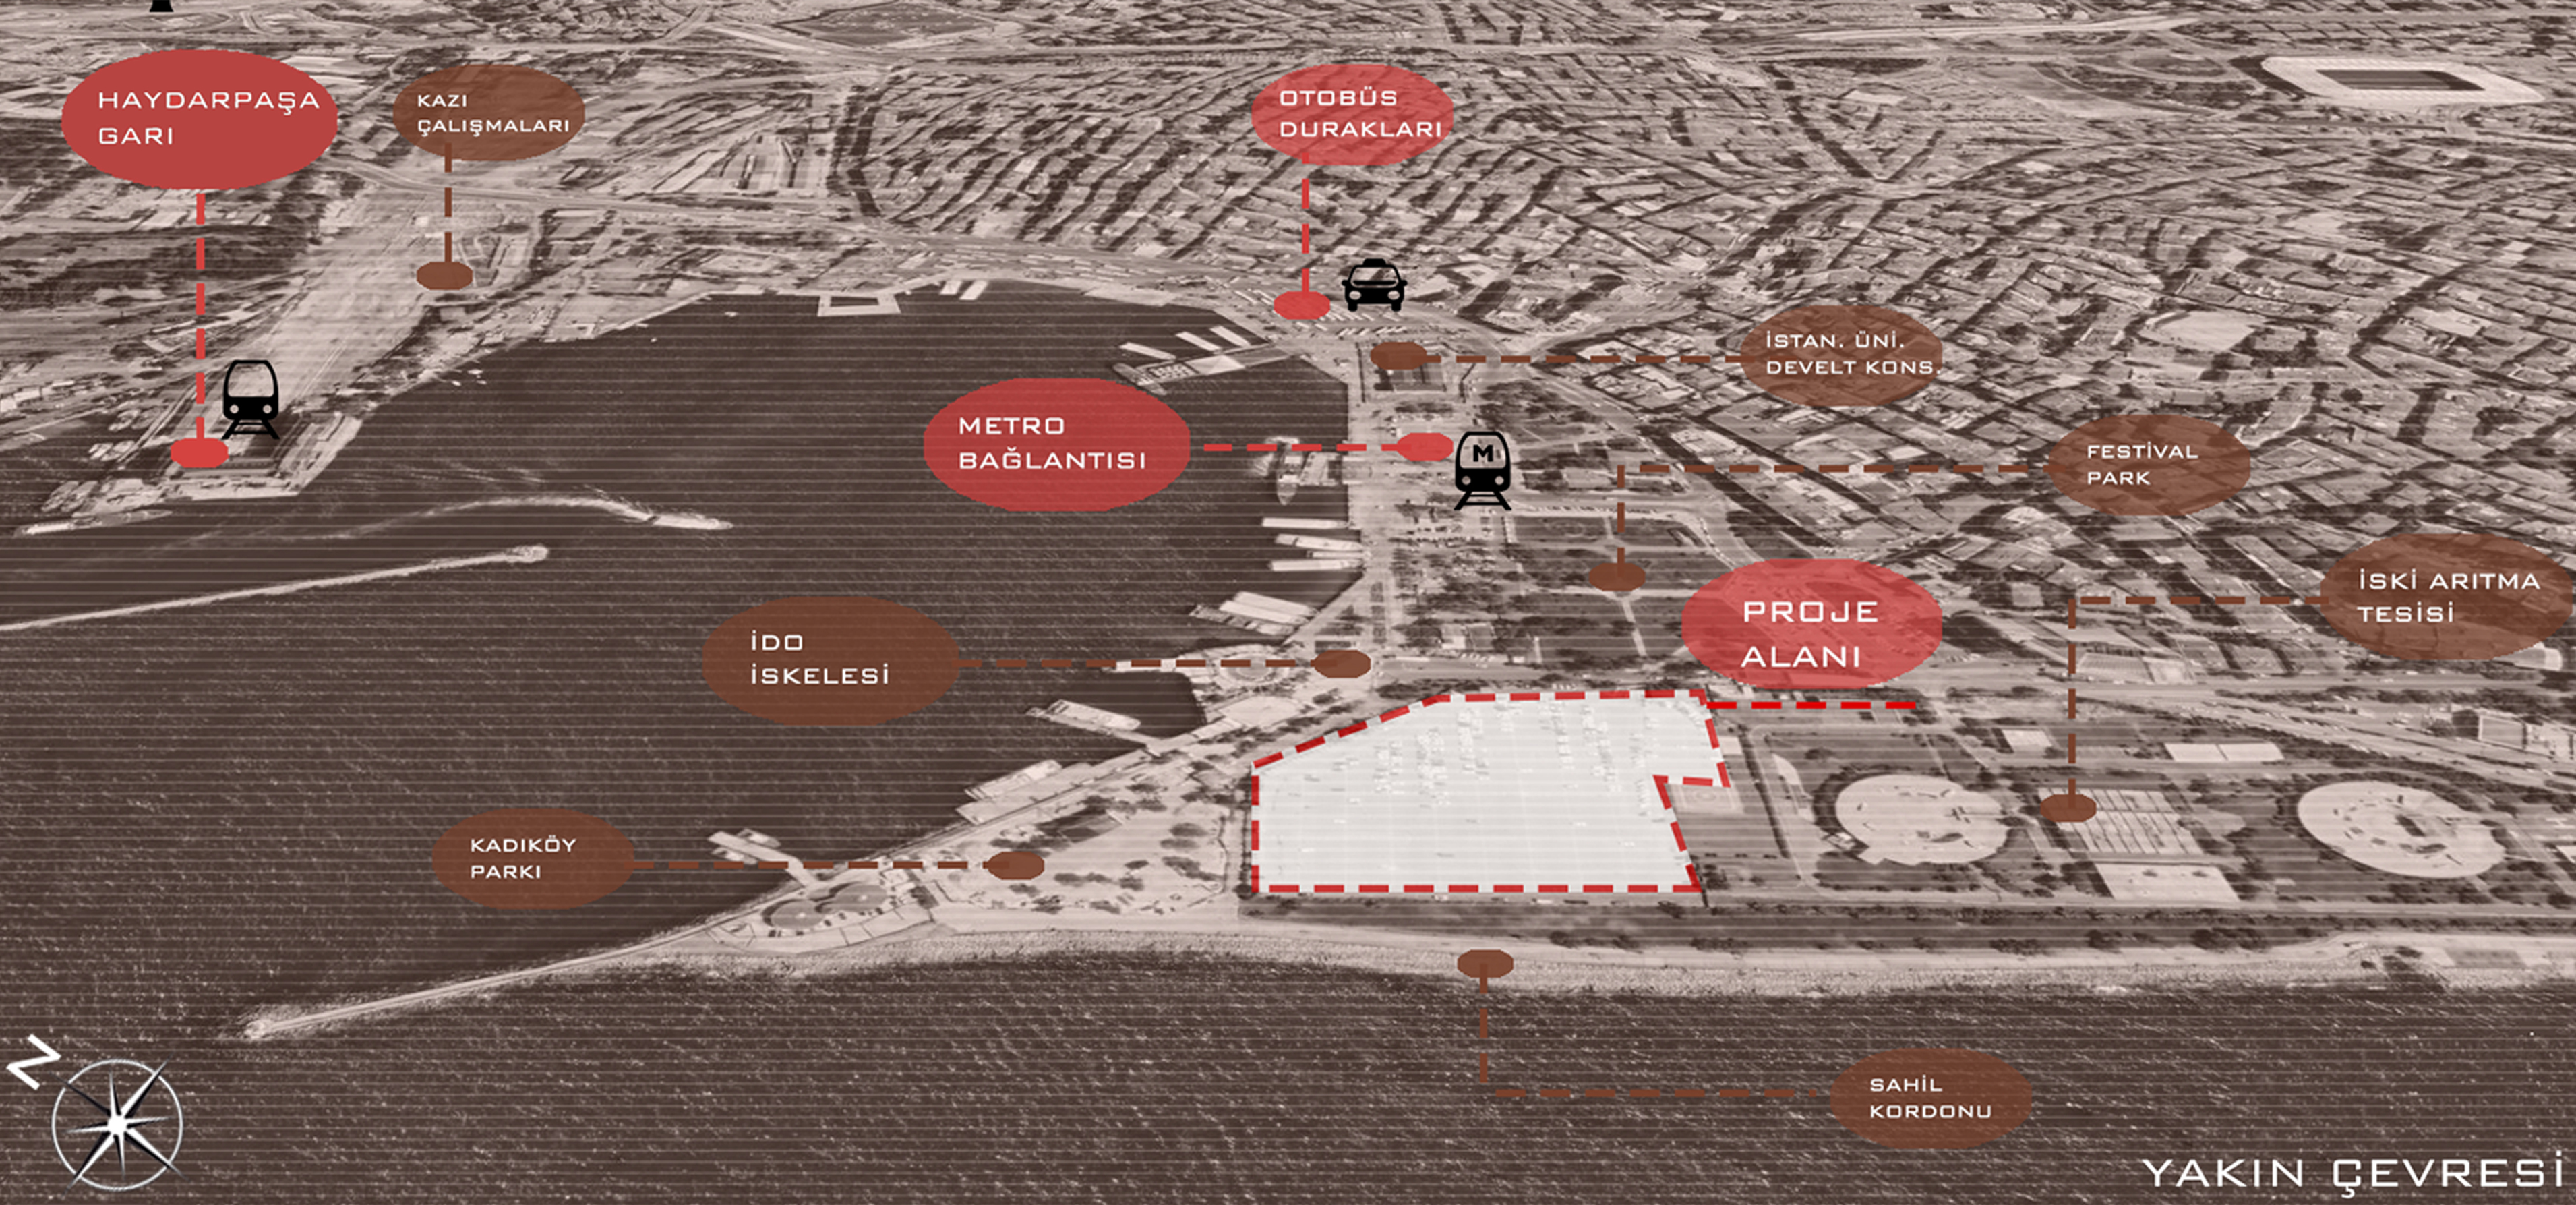 HAYDARPAŞA
GARI
KAZI
ÇALIŞMALARI
OTOBÜS
DURAKLARI
İSTAN. ÜNİ.
DEVELT KONS.
METRO
BAĞLANTISI
M
FESTİVAL
PARK
İSKİ ARITMA
TESİSİ
PROJE
ALANI
İDO
İSKELESİ
KADIKÖY
PARKI
SAHİL
KORDONU
N
YAKIN ÇEVRESİ